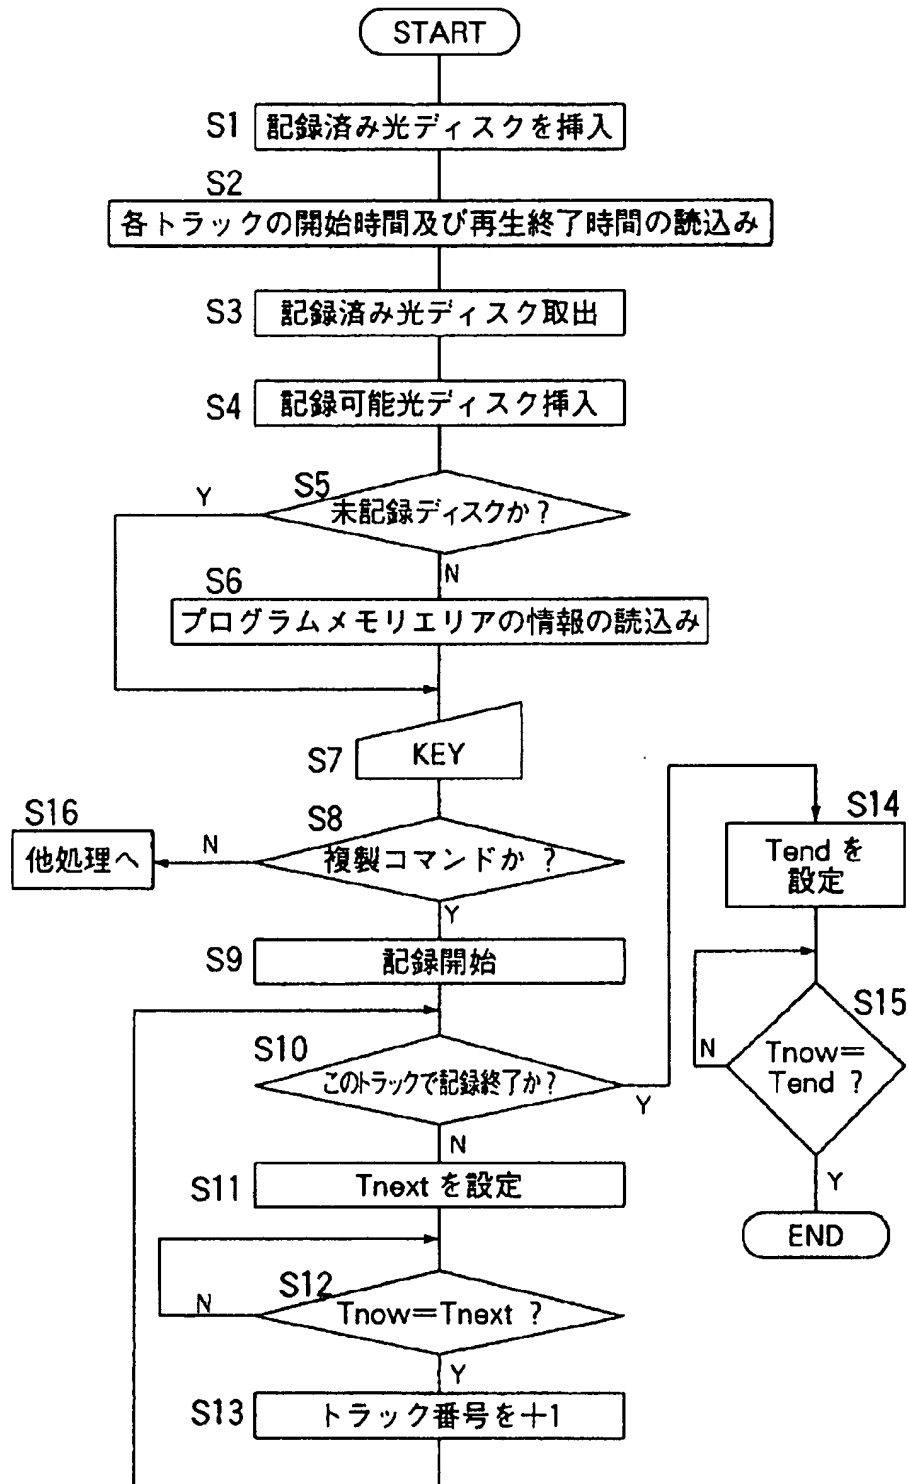 START
S1
記録済み光ディスクを挿入
S2
各トラックの開始時間及び再生終了時間の読込み
S3
記録済み光ディスク取出
S4
記録可能光ディスク挿入
S5
未記録ディスクか?
Y
N
S6
プログラムメモリエリアの情報の読込み
S7
KEY
S8
複製コマンドか ?
N
Y
S16
他処理へ
S9
記録開始
S10
このトラックで記録終了か?
Y
N
S11
Tnext を設定
S12
Tnow=Tnext ?
N
Y
S13
トラック番号を+1
S14
Tend を
設定
S15
Tnow=
Tend ?
N
Y
END